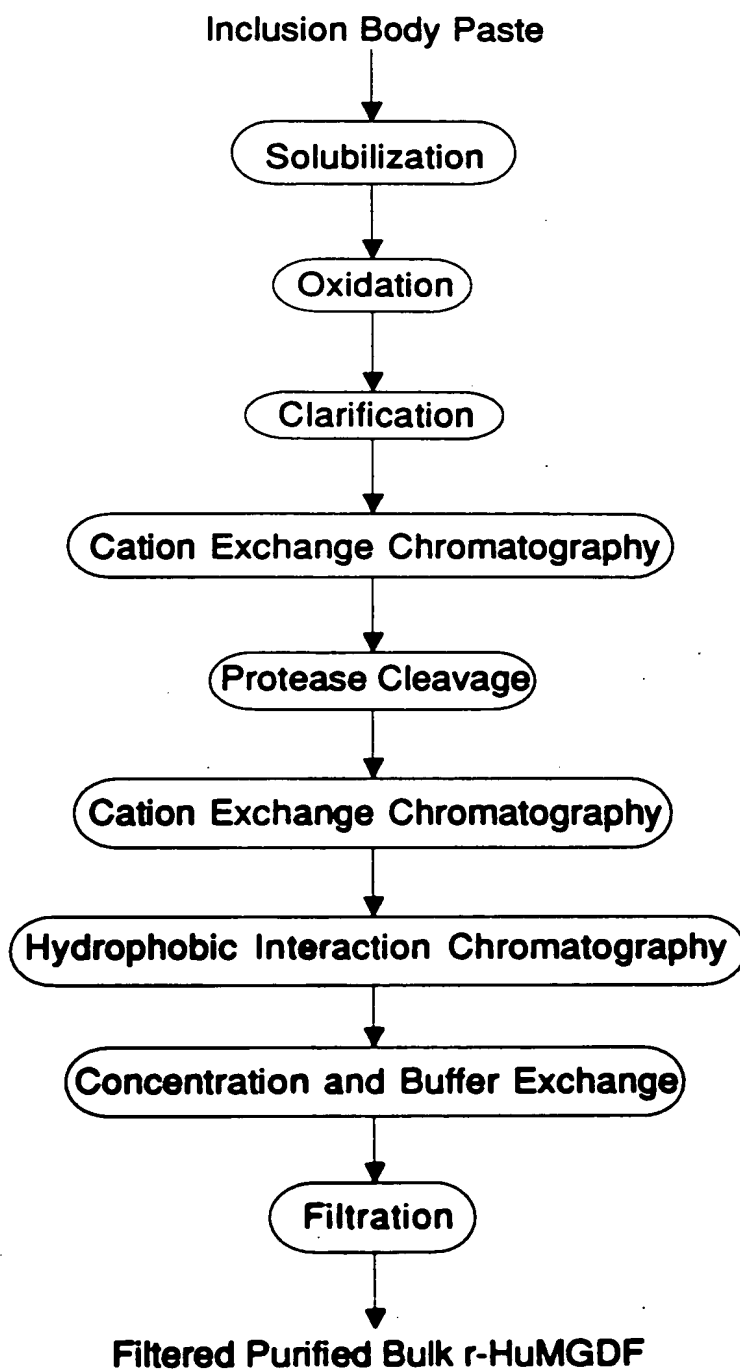 Inclusion Body Paste
Solubilization
Oxidation
Clarification
Cation Exchange Chromatography
Protease Cleavage
Cation Exchange Chromatography
Hydrophobic Interaction Chromatography
Concentration and Buffer Exchange
Filtration
Filtered Purified Bulk r-HuMGDF